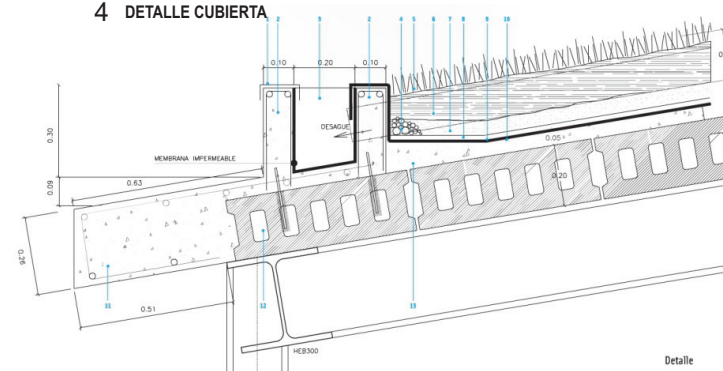 4 DETALLE CUBIERTA
1 2 3 2 4 5 6 7 8 9 10
0.10 0.20 0.10
0.30
DESAGUE
MEMBRANA IMPERMEABLE
0.05
0.09
0.63
0.20
0.26
11 12 13
0.51
HEB300
Detalle